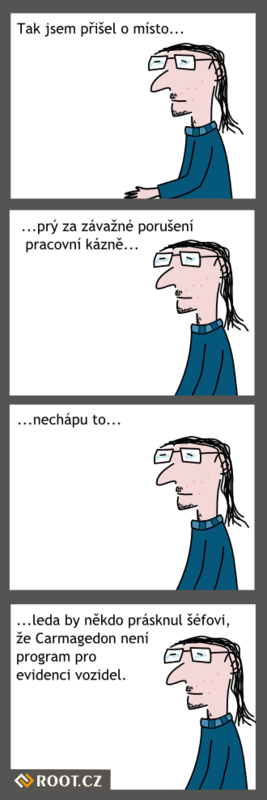 Tak jsem přišel o místo...
...prý za závažné porušení
pracovní kázně...
...nechápu to...
...leda by někdo prásknul šéfovi,
že Carmagedon není
program pro
evidenci vozidel.
ROOT.CZ